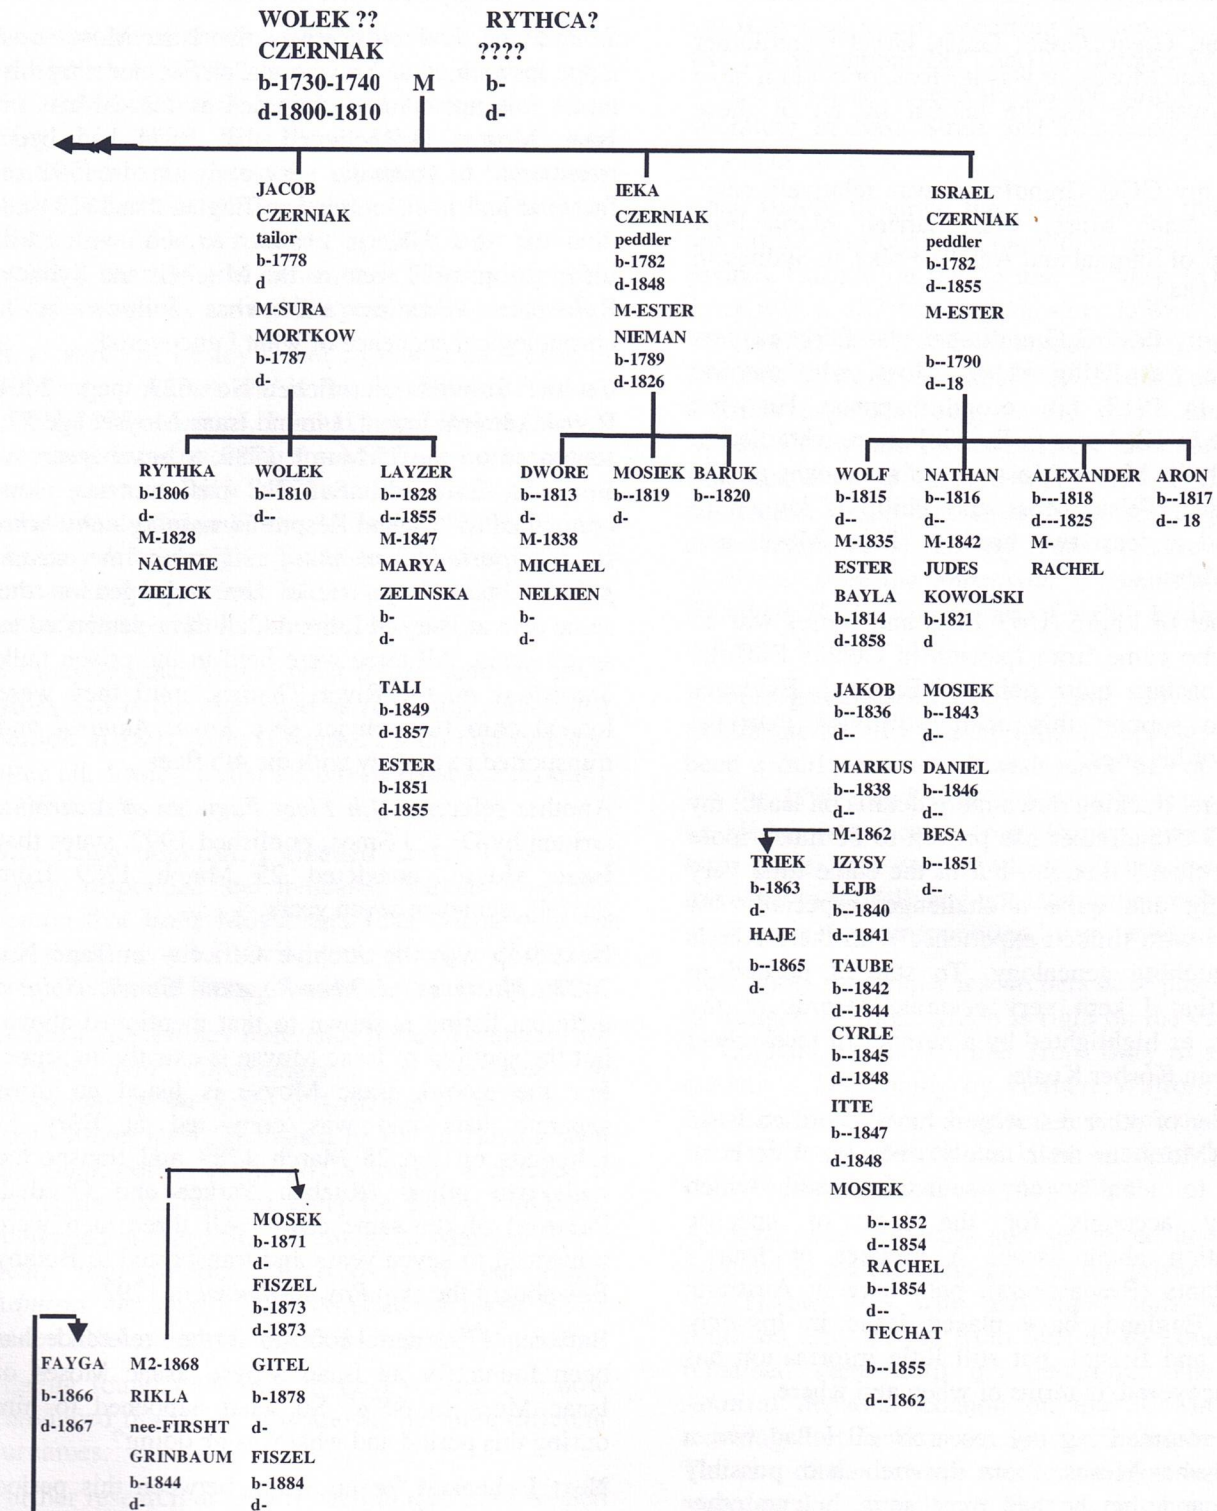 WOLEK ??
CZERNIAK
b-1730-1740
d-1800-1810
M
RYTHCA?
????
b-
d-
JACOB
CZERNIAK
tailor
b-1778
d
M-SURA
MORTKOW
b-1787
d-
IEKA
CZERNIAK
peddler
b-1782
d-1848
M-ESTER
NIEMAN
b-1789
d-1826
ISRAEL
CZERNIAK
peddler
b-1782
d--1855
M-ESTER
b--1790
d--18
RYTHKA
b-1806
d-
M-1828
NACHME
ZIELICK
WOLEK
b--1810
d--
LAYZER
b--1828
d-1855
M-1847
MARYA
ZELINSKA
b-
d-
TALI
b-1849
d-1857
ESTER
b-1851
d-1855
DWORE
b--1813
d-
M-1838
MICHAEL
NELKIEN
b-
d-
MOSIEK
b--1819
d-
BARUK
b--1820
WOLF
b-1815
d--
M-1835
ESTER
BAYLA
b-1814
d-1858
JAKOB
b--1836
d--
MARKUS
b--1838
M-1862
IZYSY
LEJB
b--1840
d--1841
TAUBE
b--1842
d--1844
CYRLE
b--1845
d--1848
ITTE
b--1847
d-1848
MOSIEK
b--1852
d--1854
RACHEL
b--1854
d--
TECHAT
b--1855
d--1862
NATHAN
b--1816
d--
M-1842
JUDES
KOWOLSKI
b-1821
d
MOSIEK
b--1843
d--
DANIEL
b--1846
BESA
b--1851
d--
ALEXANDER
b---1818
d---1825
M-
RACHEL
ARON
b--1817
d-- 18
TRIEK
b-1863
d-
HAJE
b--1865
d-
MOSEK
b-1871
d-
FISZEL
b-1873
d-1873
GITEL
b-1878
d-
FISZEL
b-1884
d-
FAYGA
b-1866
d-1867
M2-1868
RIKLA
nee-FIRSHT
GRINBAUM
b-1844
d-